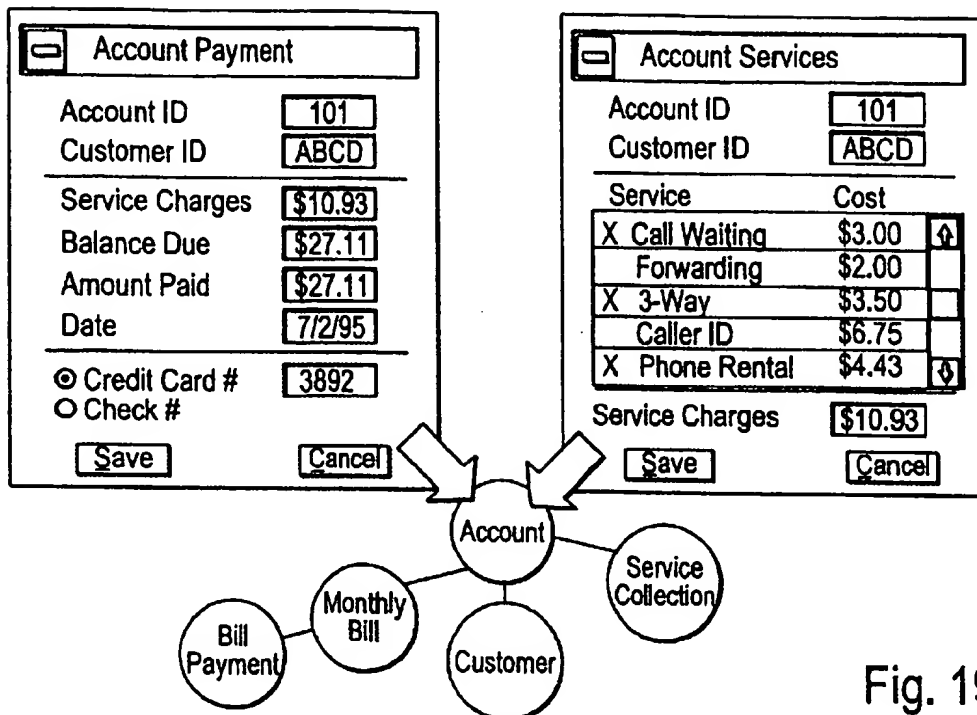 Account Payment
Account ID 101
Customer ID ABCD
Service Charges $10.93
Balance Due $27.11
Amount Paid $27.11
Date 7/2/95
Credit Card # 3892
Check #
Save Cancel
Account Services
Account ID 101
Customer ID ABCD
Service Cost
X Call Waiting $3.00
Forwarding $2.00
X 3-Way $3.50
Caller ID $6.75
X Phone Rental $4.43
Service Charges $10.93
Save Cancel
Account
Service
Collection
Monthly
Bill
Bill
Payment
Customer
Fig. 19